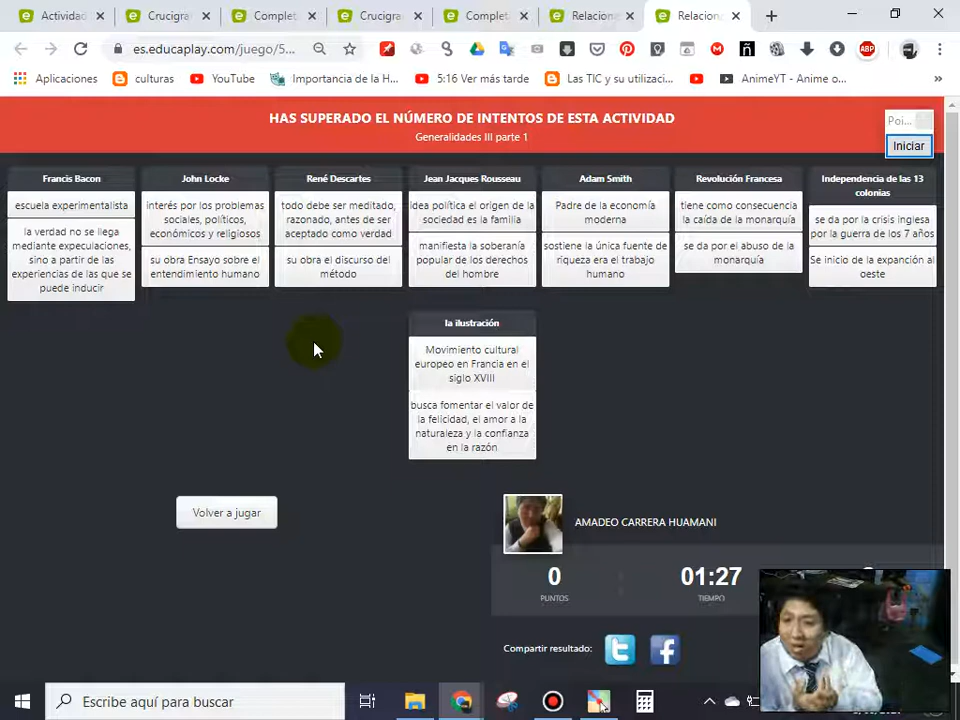 Actividad
Crucigra
Complet
Crucigra
Complet
Relacionar
Relacion
es.educaplay.com/juego/5...
ABP
Aplicaciones
culturas
YouTube
Importancia de la H...
5:16 Ver más tarde
Las TIC y su utilizaci...
AnimeYT - Anime o...
»
HAS SUPERADO EL NÚMERO DE INTENTOS DE ESTA ACTIVIDAD
Generalidades III parte 1
Poi...
Iniciar
Francis Bacon
escuela experimentalista
la verdad no se llega
mediante expeculaciones,
sino a partir de las
experiencias de las que se
puede inducir
John Locke
interés por los problemas
sociales, políticos,
económicos y religiosos
su obra Ensayo sobre el
entendimiento humano
René Descartes
todo debe ser meditado,
razonado, antes de ser
aceptado como verdad
su obra el discurso del
método
Jean Jacques Rousseau
Idea política el origen de la
sociedad es la familia
manifiesta la soberanía
popular de los derechos
del hombre
Adam Smith
Padre de la economía
moderna
sostiene la única fuente de
riqueza era el trabajo
humano
Revolución Francesa
tiene como consecuencia
la caída de la monarquía
se da por el abuso de la
monarquía
Independencia de las 13
colonias
se da por la crisis inglesa
por la guerra de los 7 años
Se inicio de la expanción al
oeste
la ilustración
Movimiento cultural
europeo en Francia en el
siglo XVIII
busca fomentar el valor de
la felicidad, el amor a la
naturaleza y la confianza
en la razón
Volver a jugar
AMADEO CARRERA HUAMANI
0
PUNTOS
01:27
TIEMPO
Compartir resultado:
Escribe aquí para buscar